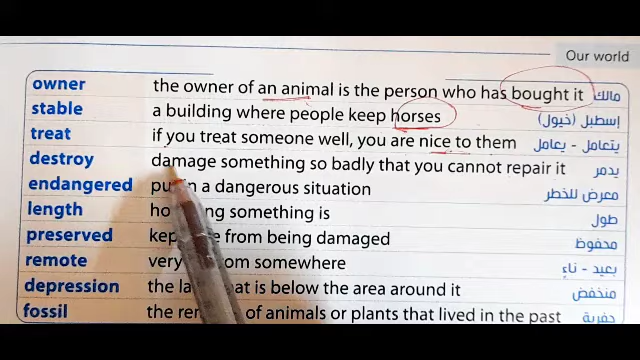 Our world
owner the owner of an animal is the person who has bought it مالك
stable a building where people keep horses إسطبل (خيول)
treat if you treat someone well, you are nice to them يتعامل - يعامل
destroy damage something so badly that you cannot repair it يدمر
endangered in a dangerous situation معرض للخطر
length something is طول
preserved from being damaged محفوظ
remote very somewhere بعيد - ناءٍ
depression the is below the area around it منخفض
fossil the of animals or plants that lived in the past حفرية